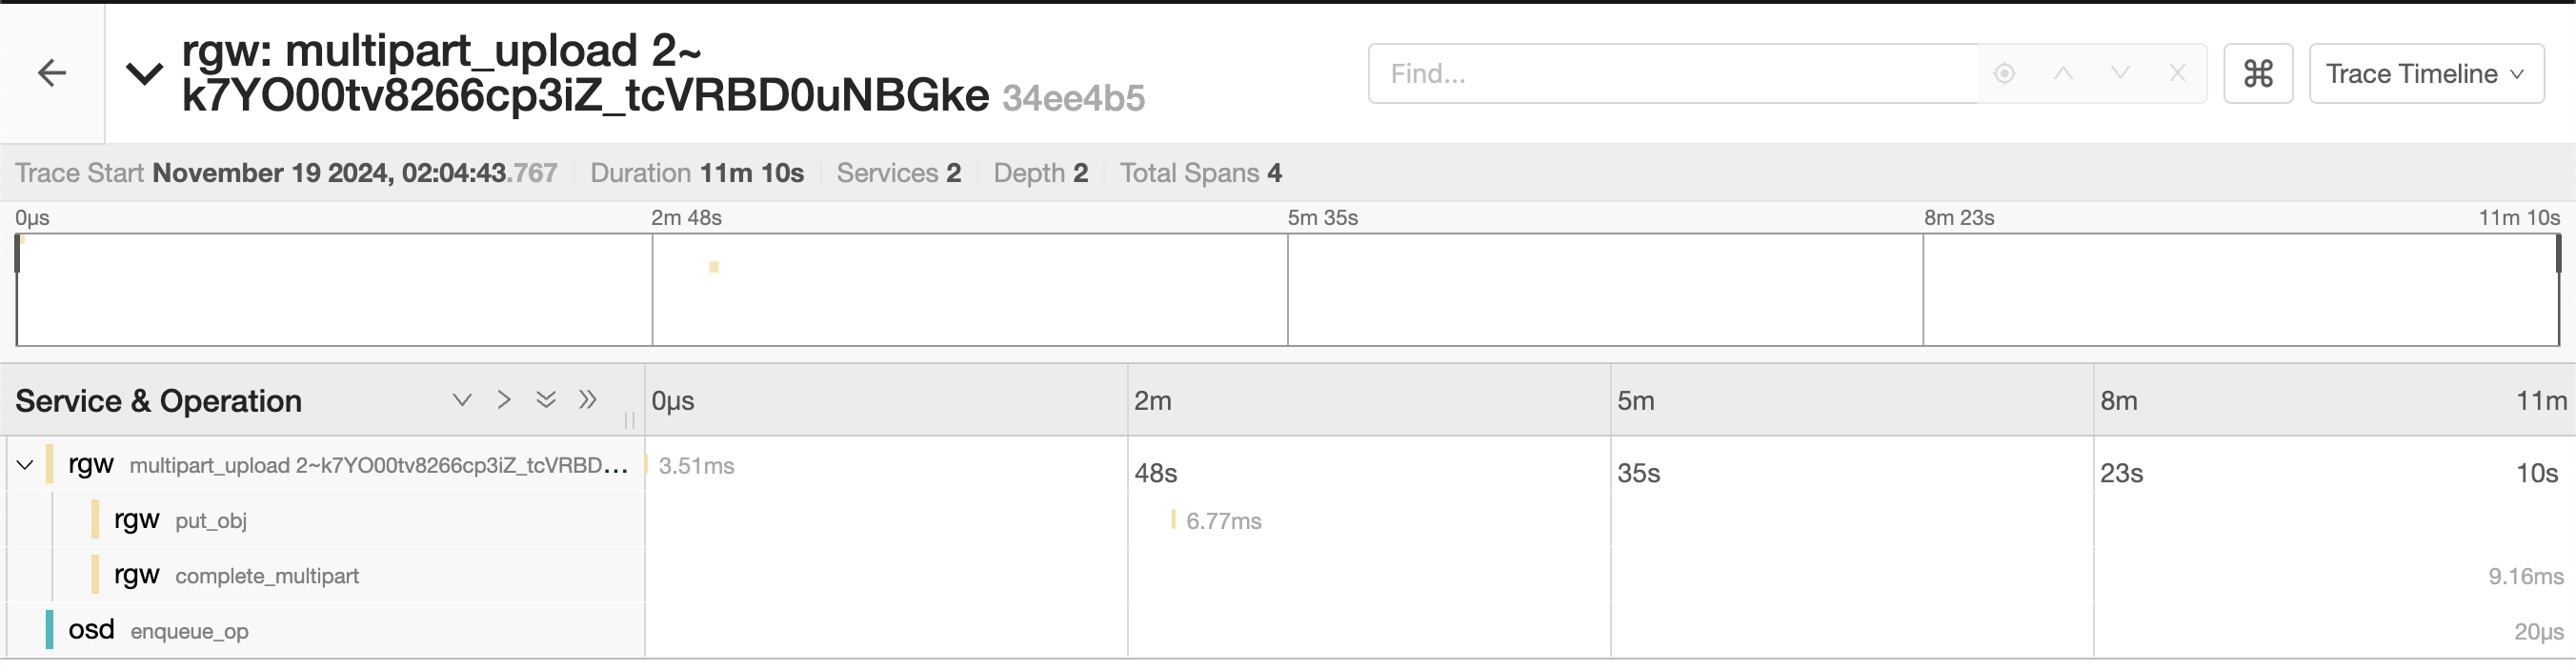 rgw: multipart_upload 2~
k7YO00tv8266cp3iZ_tcVRBD0uNBGke 34ee4b5
Find...
⌘
Trace Timeline
Trace Start November 19 2024, 02:04:43.767 Duration 11m 10s Services 2 Depth 2 Total Spans 4
0μs 2m 48s 5m 35s 8m 23s 11m 10s
Service & Operation 0μs 2m 5m 8m 11m
rgw multipart_upload 2~k7YO00tv8266cp3iZ_tcVRBD... 3.51ms 48s 35s 23s 10s
rgw put_obj 6.77ms
rgw complete_multipart 9.16ms
osd enqueue_op 20μs